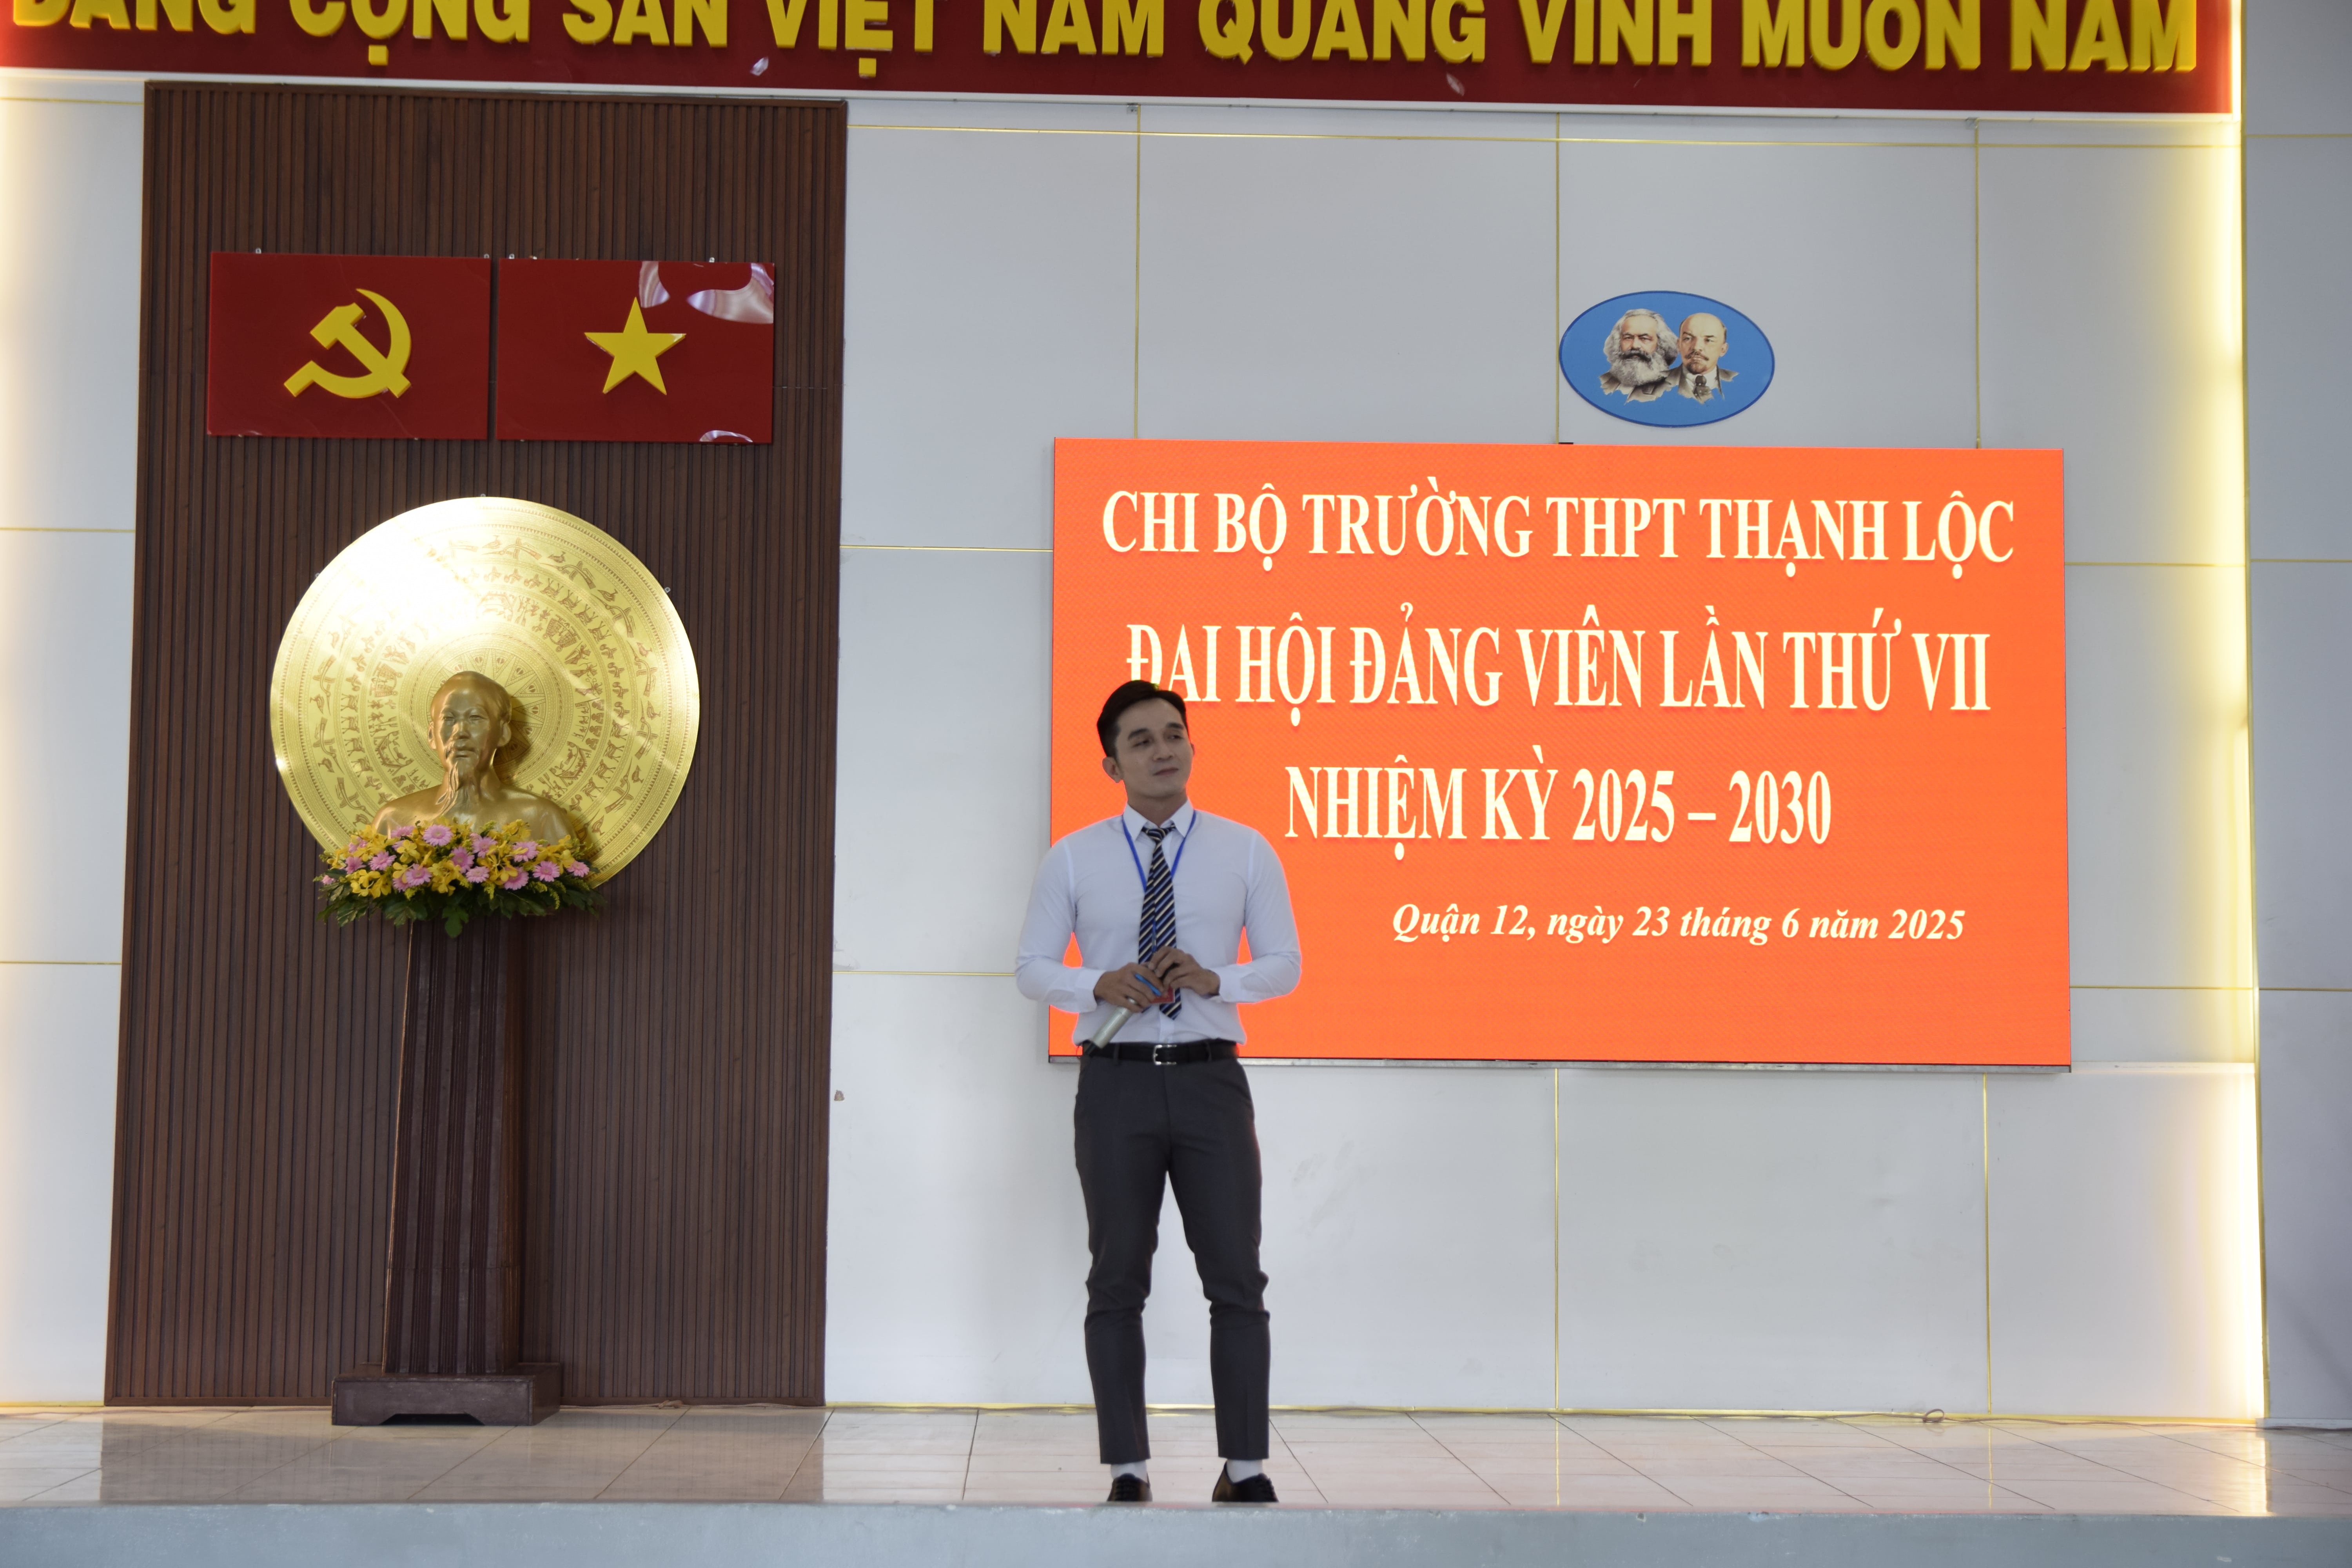 ĐẢNG CỘNG SẢN VIỆT NAM QUANG VINH MUÔN NĂM
CHI BỘ TRƯỜNG THPT THẠNH LỘC
ĐẠI HỘI ĐẢNG VIÊN LẦN THỨ VII
NHIỆM KỲ 2025 – 2030
Quận 12, ngày 23 tháng 6 năm 2025